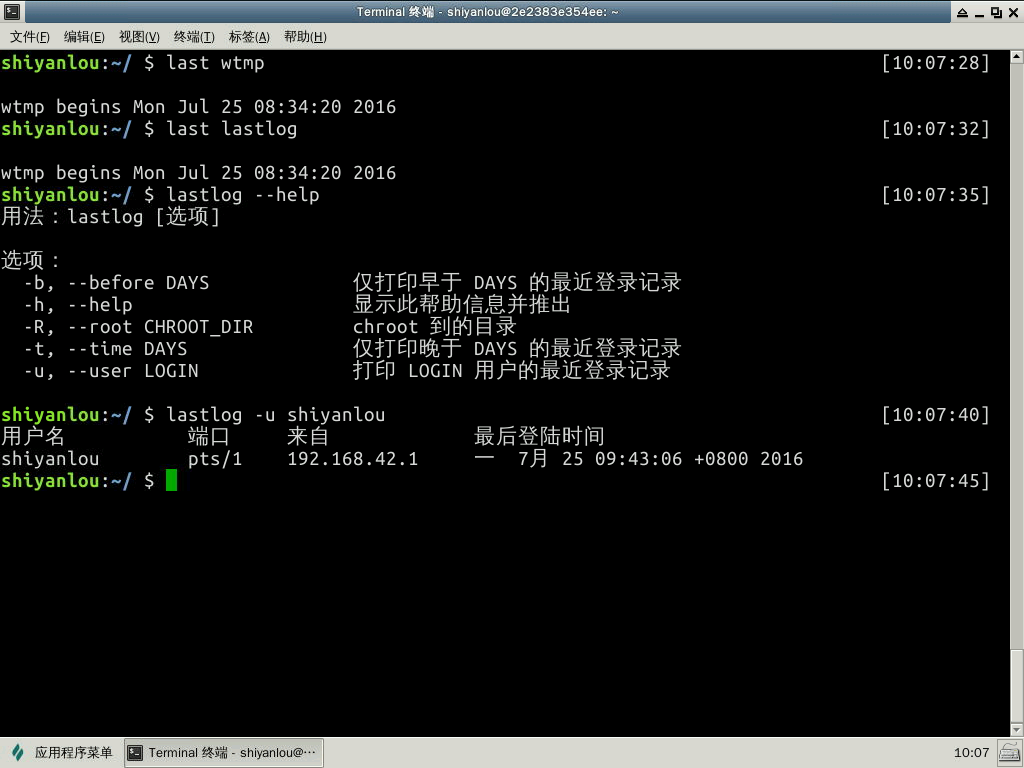 Terminal 终端 - shiyanlou@2e2383e354ee: ~
文件(F) 编辑(E) 视图(V) 终端(T) 标签(A) 帮助(H)
shiyanlou:~/ $ last wtmp [10:07:28]
wtmp begins Mon Jul 25 08:34:20 2016
shiyanlou:~/ $ last lastlog [10:07:32]
wtmp begins Mon Jul 25 08:34:20 2016
shiyanlou:~/ $ lastlog --help [10:07:35]
用法：lastlog [选项]
选项：
-b, --before DAYS 仅打印早于 DAYS 的最近登录记录
-h, --help 显示此帮助信息并推出
-R, --root CHROOT_DIR chroot 到的目录
-t, --time DAYS 仅打印晚于 DAYS 的最近登录记录
-u, --user LOGIN 打印 LOGIN 用户的最近登录记录
shiyanlou:~/ $ lastlog -u shiyanlou [10:07:40]
用户名 端口 来自 最后登陆时间
shiyanlou pts/1 192.168.42.1 一 7月 25 09:43:06 +0800 2016
shiyanlou:~/ $ [10:07:45]
应用程序菜单 Terminal 终端 - shiyanlou@… 10:07